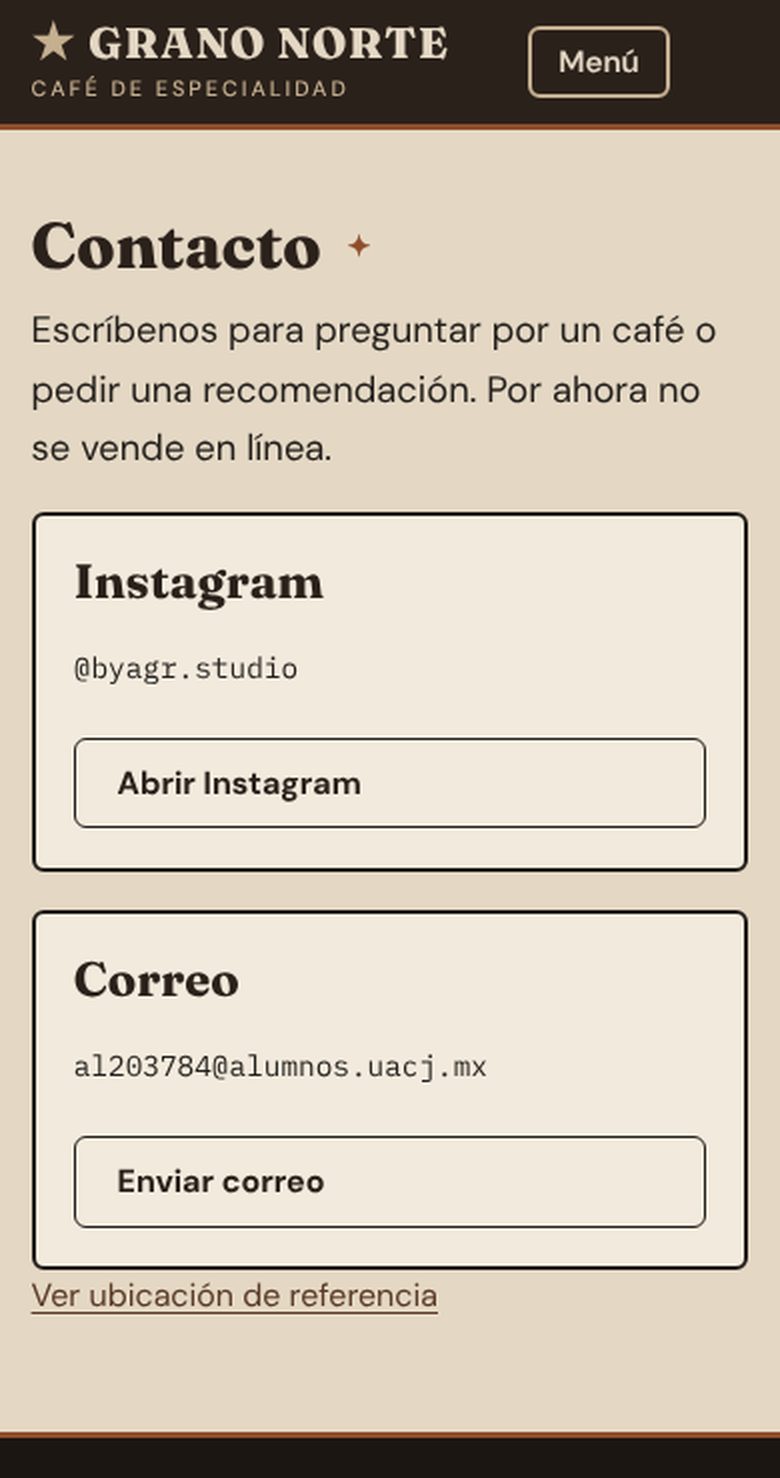 GRANO NORTE
CAFÉ DE ESPECIALIDAD
Menú
Contacto
Escríbenos para preguntar por un café o
pedir una recomendación. Por ahora no
se vende en línea.
Instagram
@byagr.studio
Abrir Instagram
Correo
al203784@alumnos.uacj.mx
Enviar correo
Ver ubicación de referencia